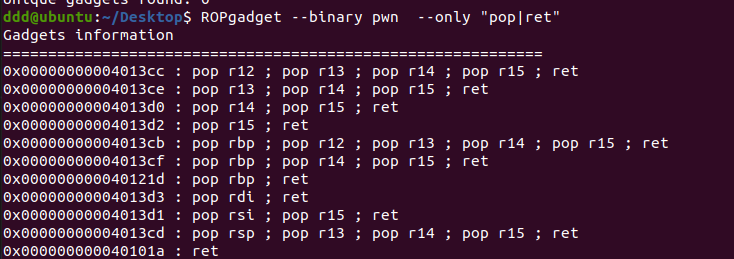 unique gadgets found: 0
ddd@ubuntu:~/Desktop$ ROPgadget --binary pwn  --only "pop|ret"
Gadgets information
============================================================
0x00000000004013cc : pop r12 ; pop r13 ; pop r14 ; pop r15 ; ret
0x00000000004013ce : pop r13 ; pop r14 ; pop r15 ; ret
0x00000000004013d0 : pop r14 ; pop r15 ; ret
0x00000000004013d2 : pop r15 ; ret
0x00000000004013cb : pop rbp ; pop r12 ; pop r13 ; pop r14 ; pop r15 ; ret
0x00000000004013cf : pop rbp ; pop r14 ; pop r15 ; ret
0x000000000040121d : pop rbp ; ret
0x00000000004013d3 : pop rdi ; ret
0x00000000004013d1 : pop rsi ; pop r15 ; ret
0x00000000004013cd : pop rsp ; pop r13 ; pop r14 ; pop r15 ; ret
0x000000000040101a : ret